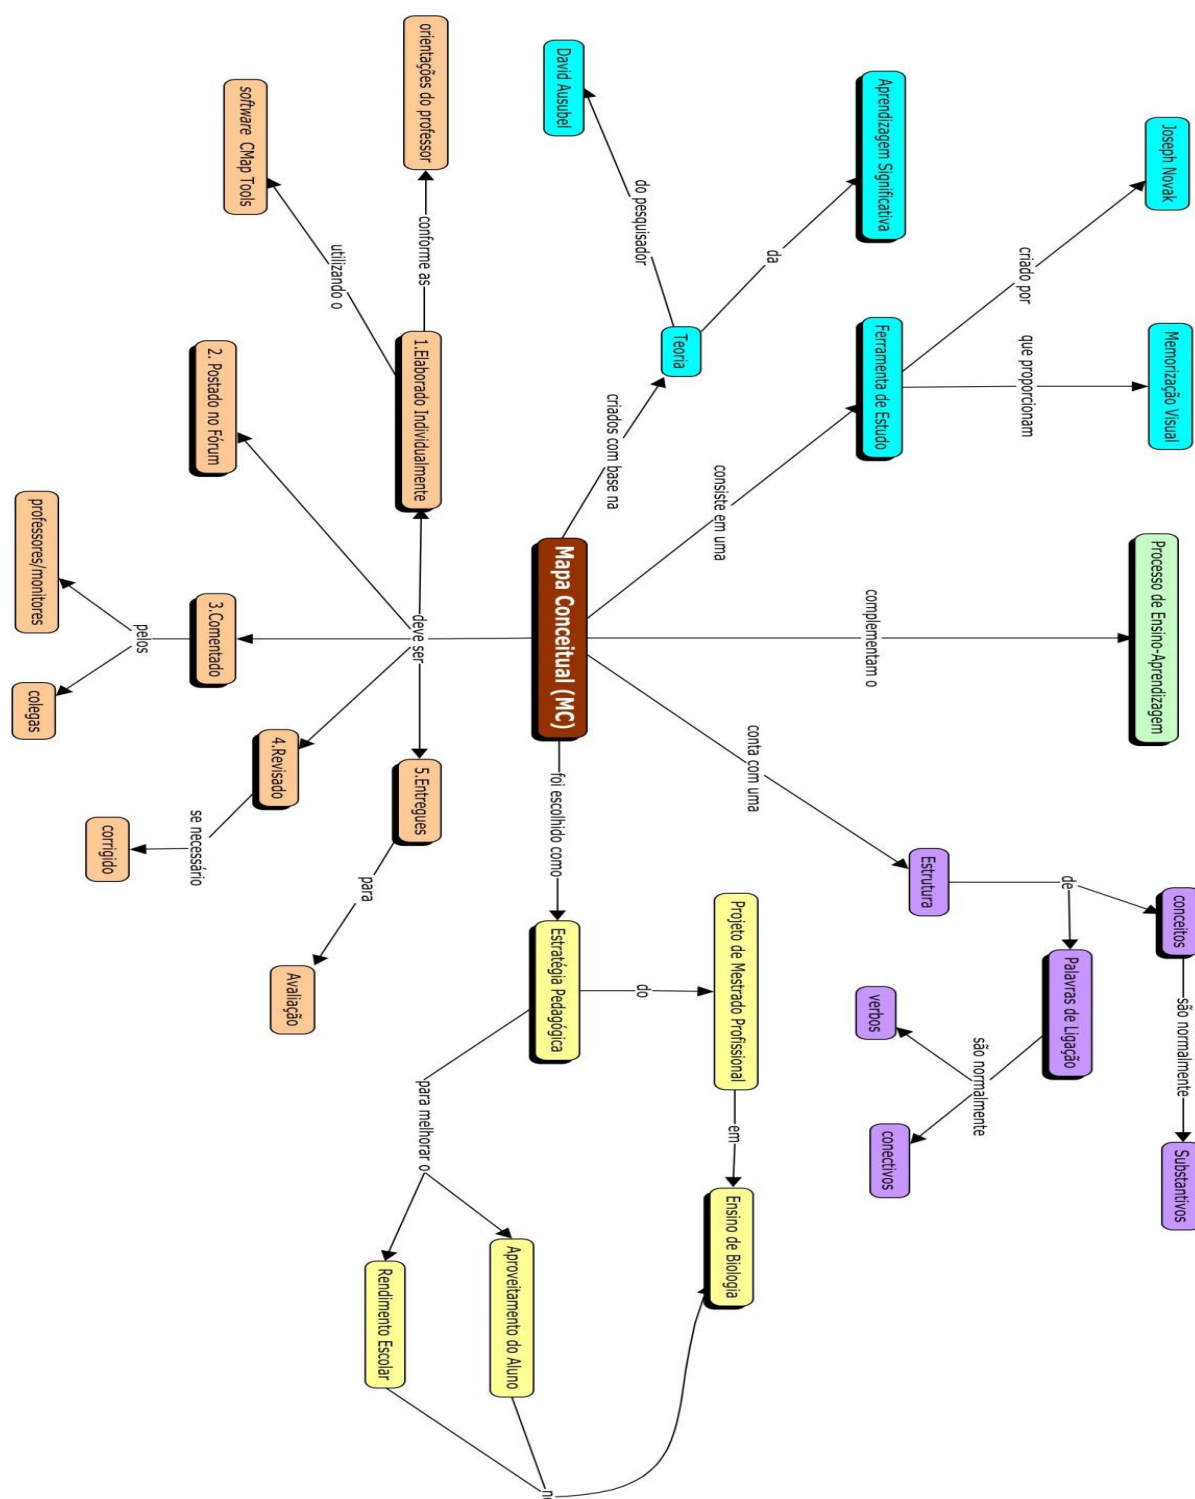 Joseph Novak
Memorização Visual
Processo de Ensino-Aprendizagem
conceitos
são normalmente
Substantivos
criado por
que proporcionam
de
Palavras de Ligação
Aprendizagem Significativa
Ferramenta de Estudo
complementam o
Estrutura
verbos
são normalmente
conectivos
da
consiste em uma
conta com uma
Projeto de Mestrado Profissional
em
Ensino de Biologia
Teoria
do pesquisador
criados com base na
do
David Ausubel
Mapa Conceitual (MC)
foi escolhido como
Estratégia Pedagógica
Aproveitamento do Aluno
orientações do professor
conforme as
1.Elaborado Individualmente
deve ser
5.Entregues
para melhorar o
Rendimento Escolar
utilizando o
para
software CMap Tools
4.Revisado
Avaliação
2. Postado no Fórum
3.Comentado
se necessário
pelos
corrigido
professores/monitores
colegas